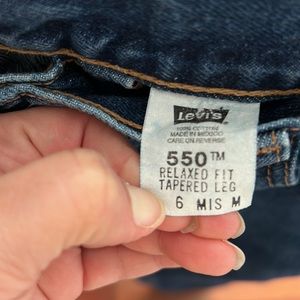 Levi's
100% COTTON
MADE IN MEXICO
CARE ON REVERSE
550™
RELAXED FIT
TAPERED LEG
6 MIS M